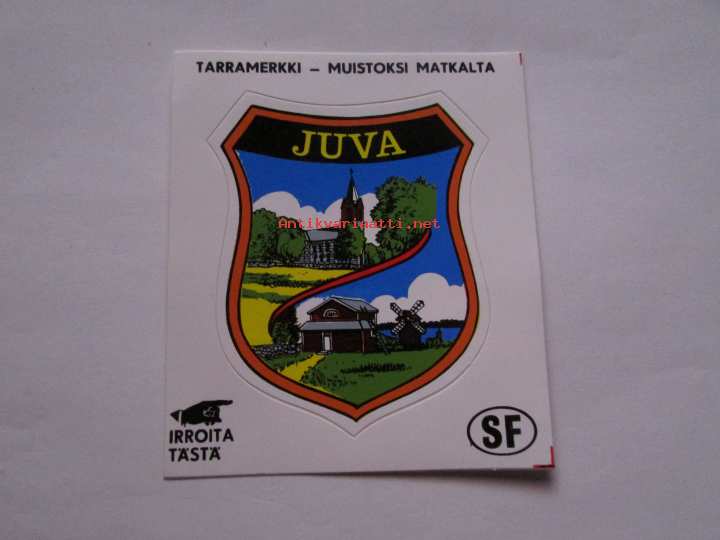 TARRAMERKKI – MUISTOKSI MATKALTA
JUVA
Antikvariaatti.net
IRROITA
TÄSTÄ
SF